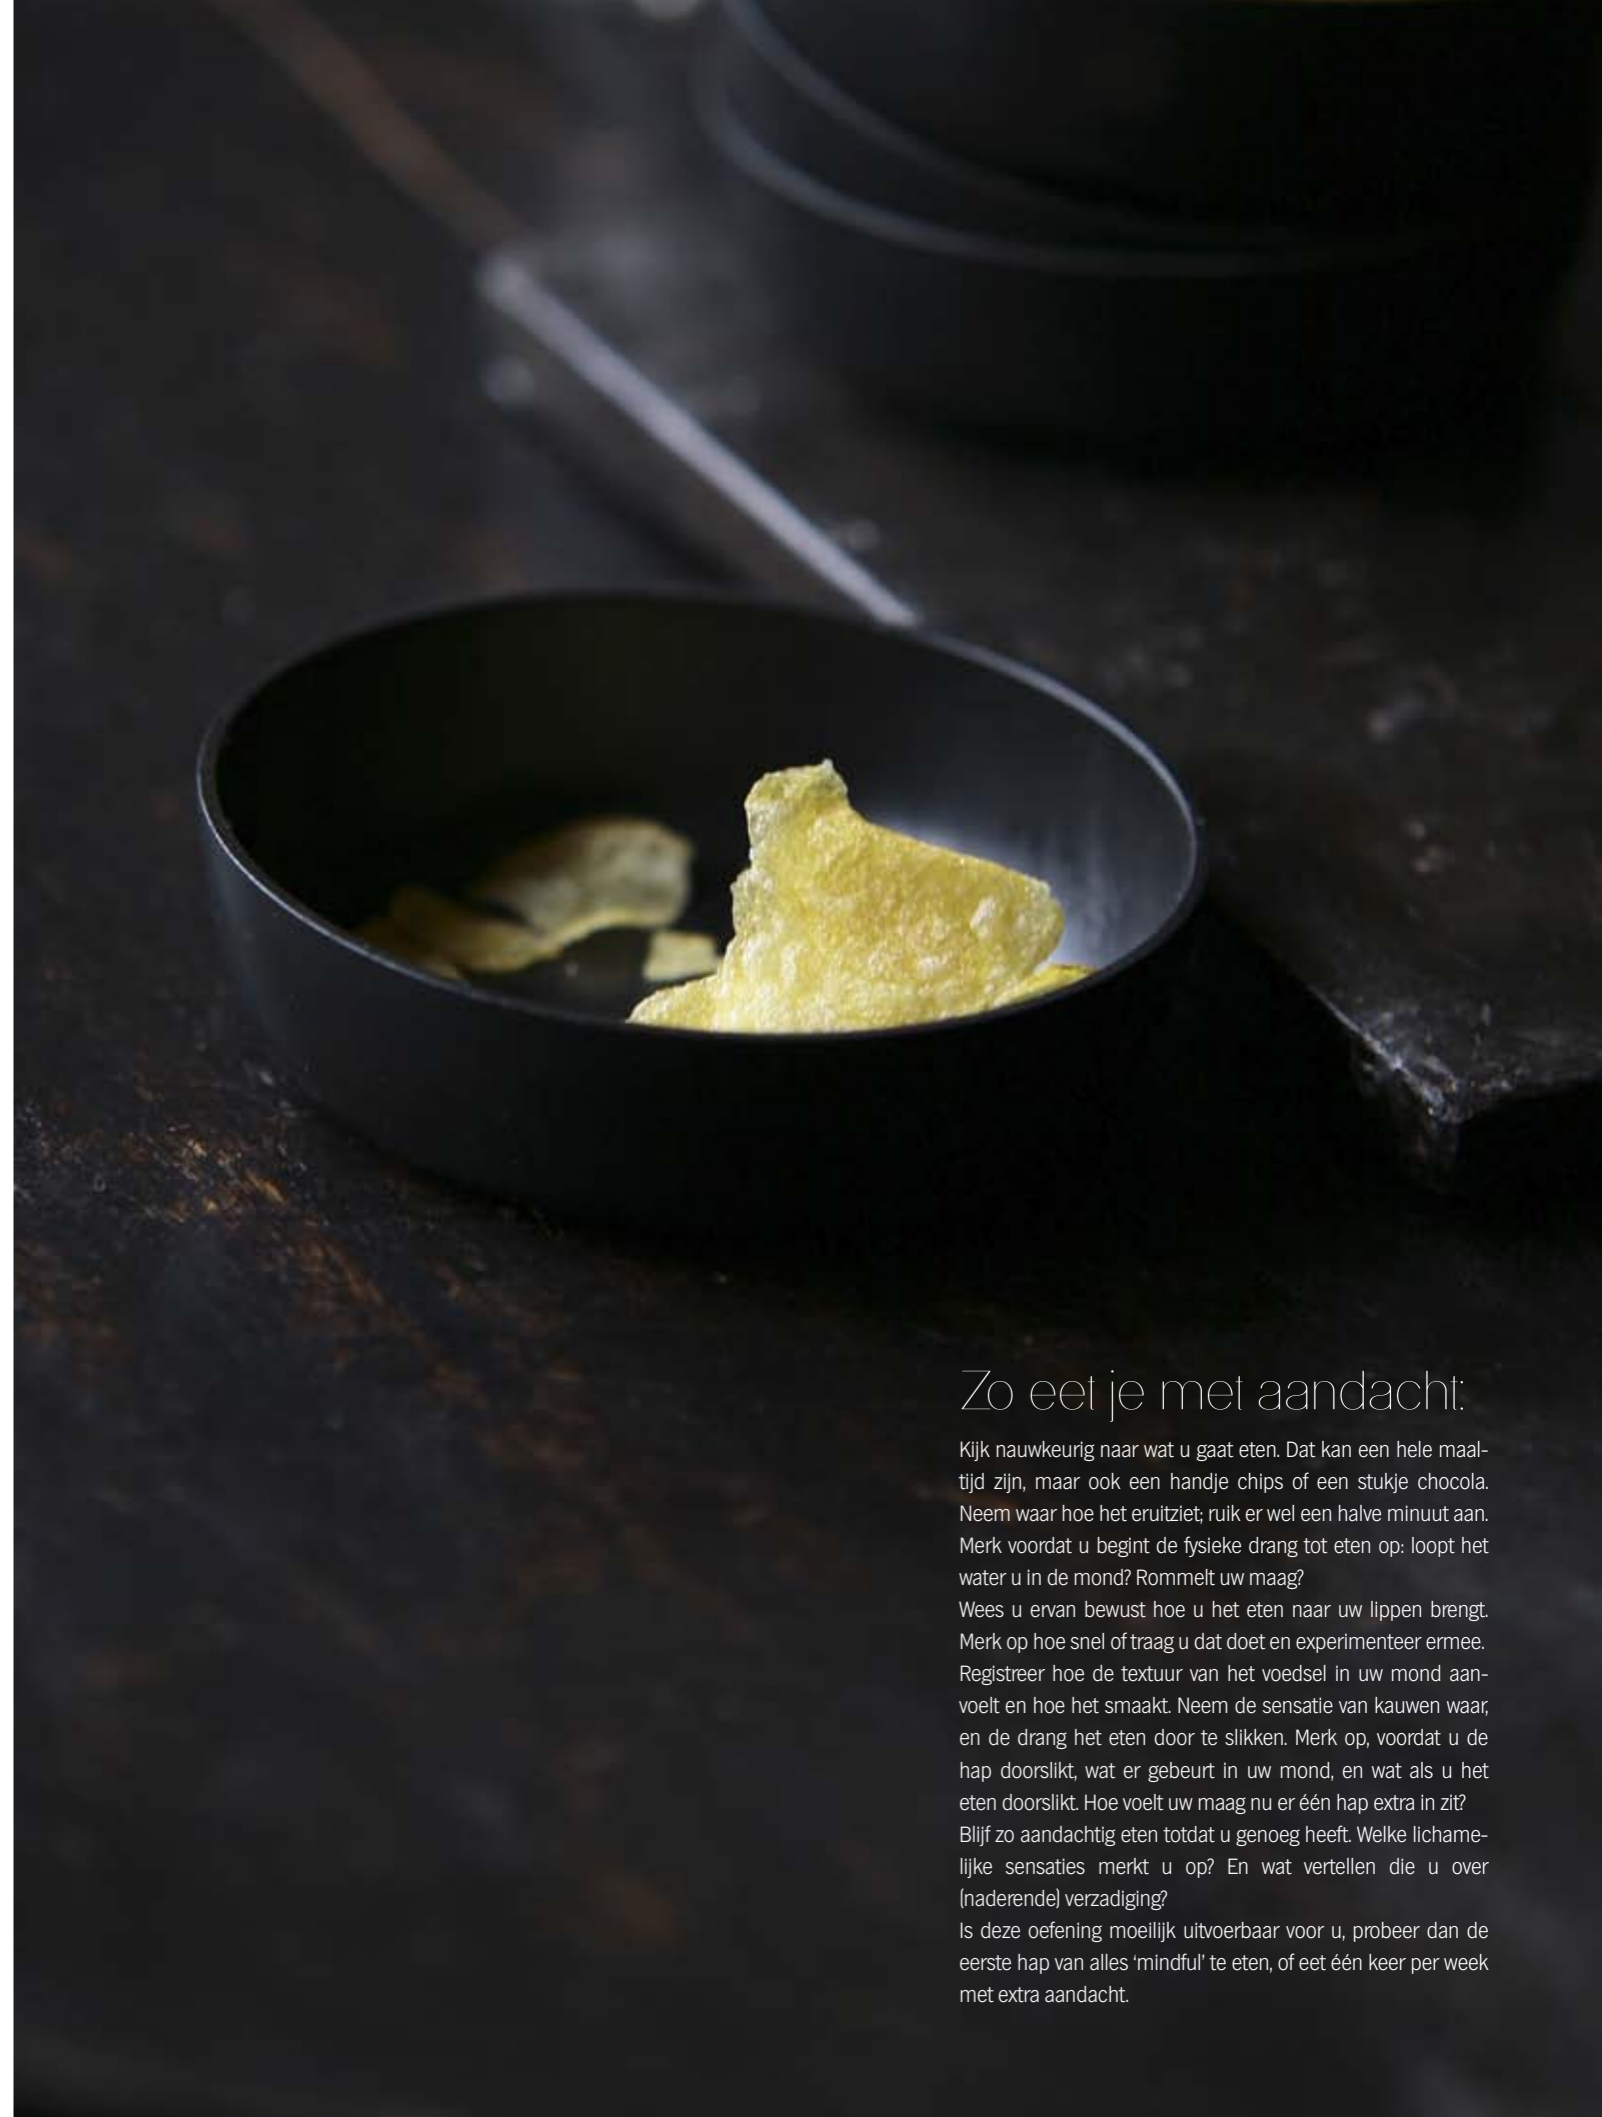 Zo eet je met aandacht:
Kijk nauwkeurig naar wat u gaat eten. Dat kan een hele maal-
tijd zijn, maar ook een handje chips of een stukje chocola.
Neem waar hoe het eruitziet; ruik er wel een halve minuut aan.
Merk voordat u begint de fysieke drang tot eten op: loopt het
water u in de mond? Rommelt uw maag?
Wees u ervan bewust hoe u het eten naar uw lippen brengt.
Merk op hoe snel of traag u dat doet en experimenteer ermee.
Registreer hoe de textuur van het voedsel in uw mond aan-
voelt en hoe het smaakt. Neem de sensatie van kauwen waar,
en de drang het eten door te slikken. Merk op, voordat u de
hap doorslikt, wat er gebeurt in uw mond, en wat als u het
eten doorslikt. Hoe voelt uw maag nu er één hap extra in zit?
Blijf zo aandachtig eten totdat u genoeg heeft. Welke lichame-
lijke sensaties merkt u op? En wat vertellen die u over
(naderende) verzadiging?
Is deze oefening moeilijk uitvoerbaar voor u, probeer dan de
eerste hap van alles ‘mindful’ te eten, of eet één keer per week
met extra aandacht.